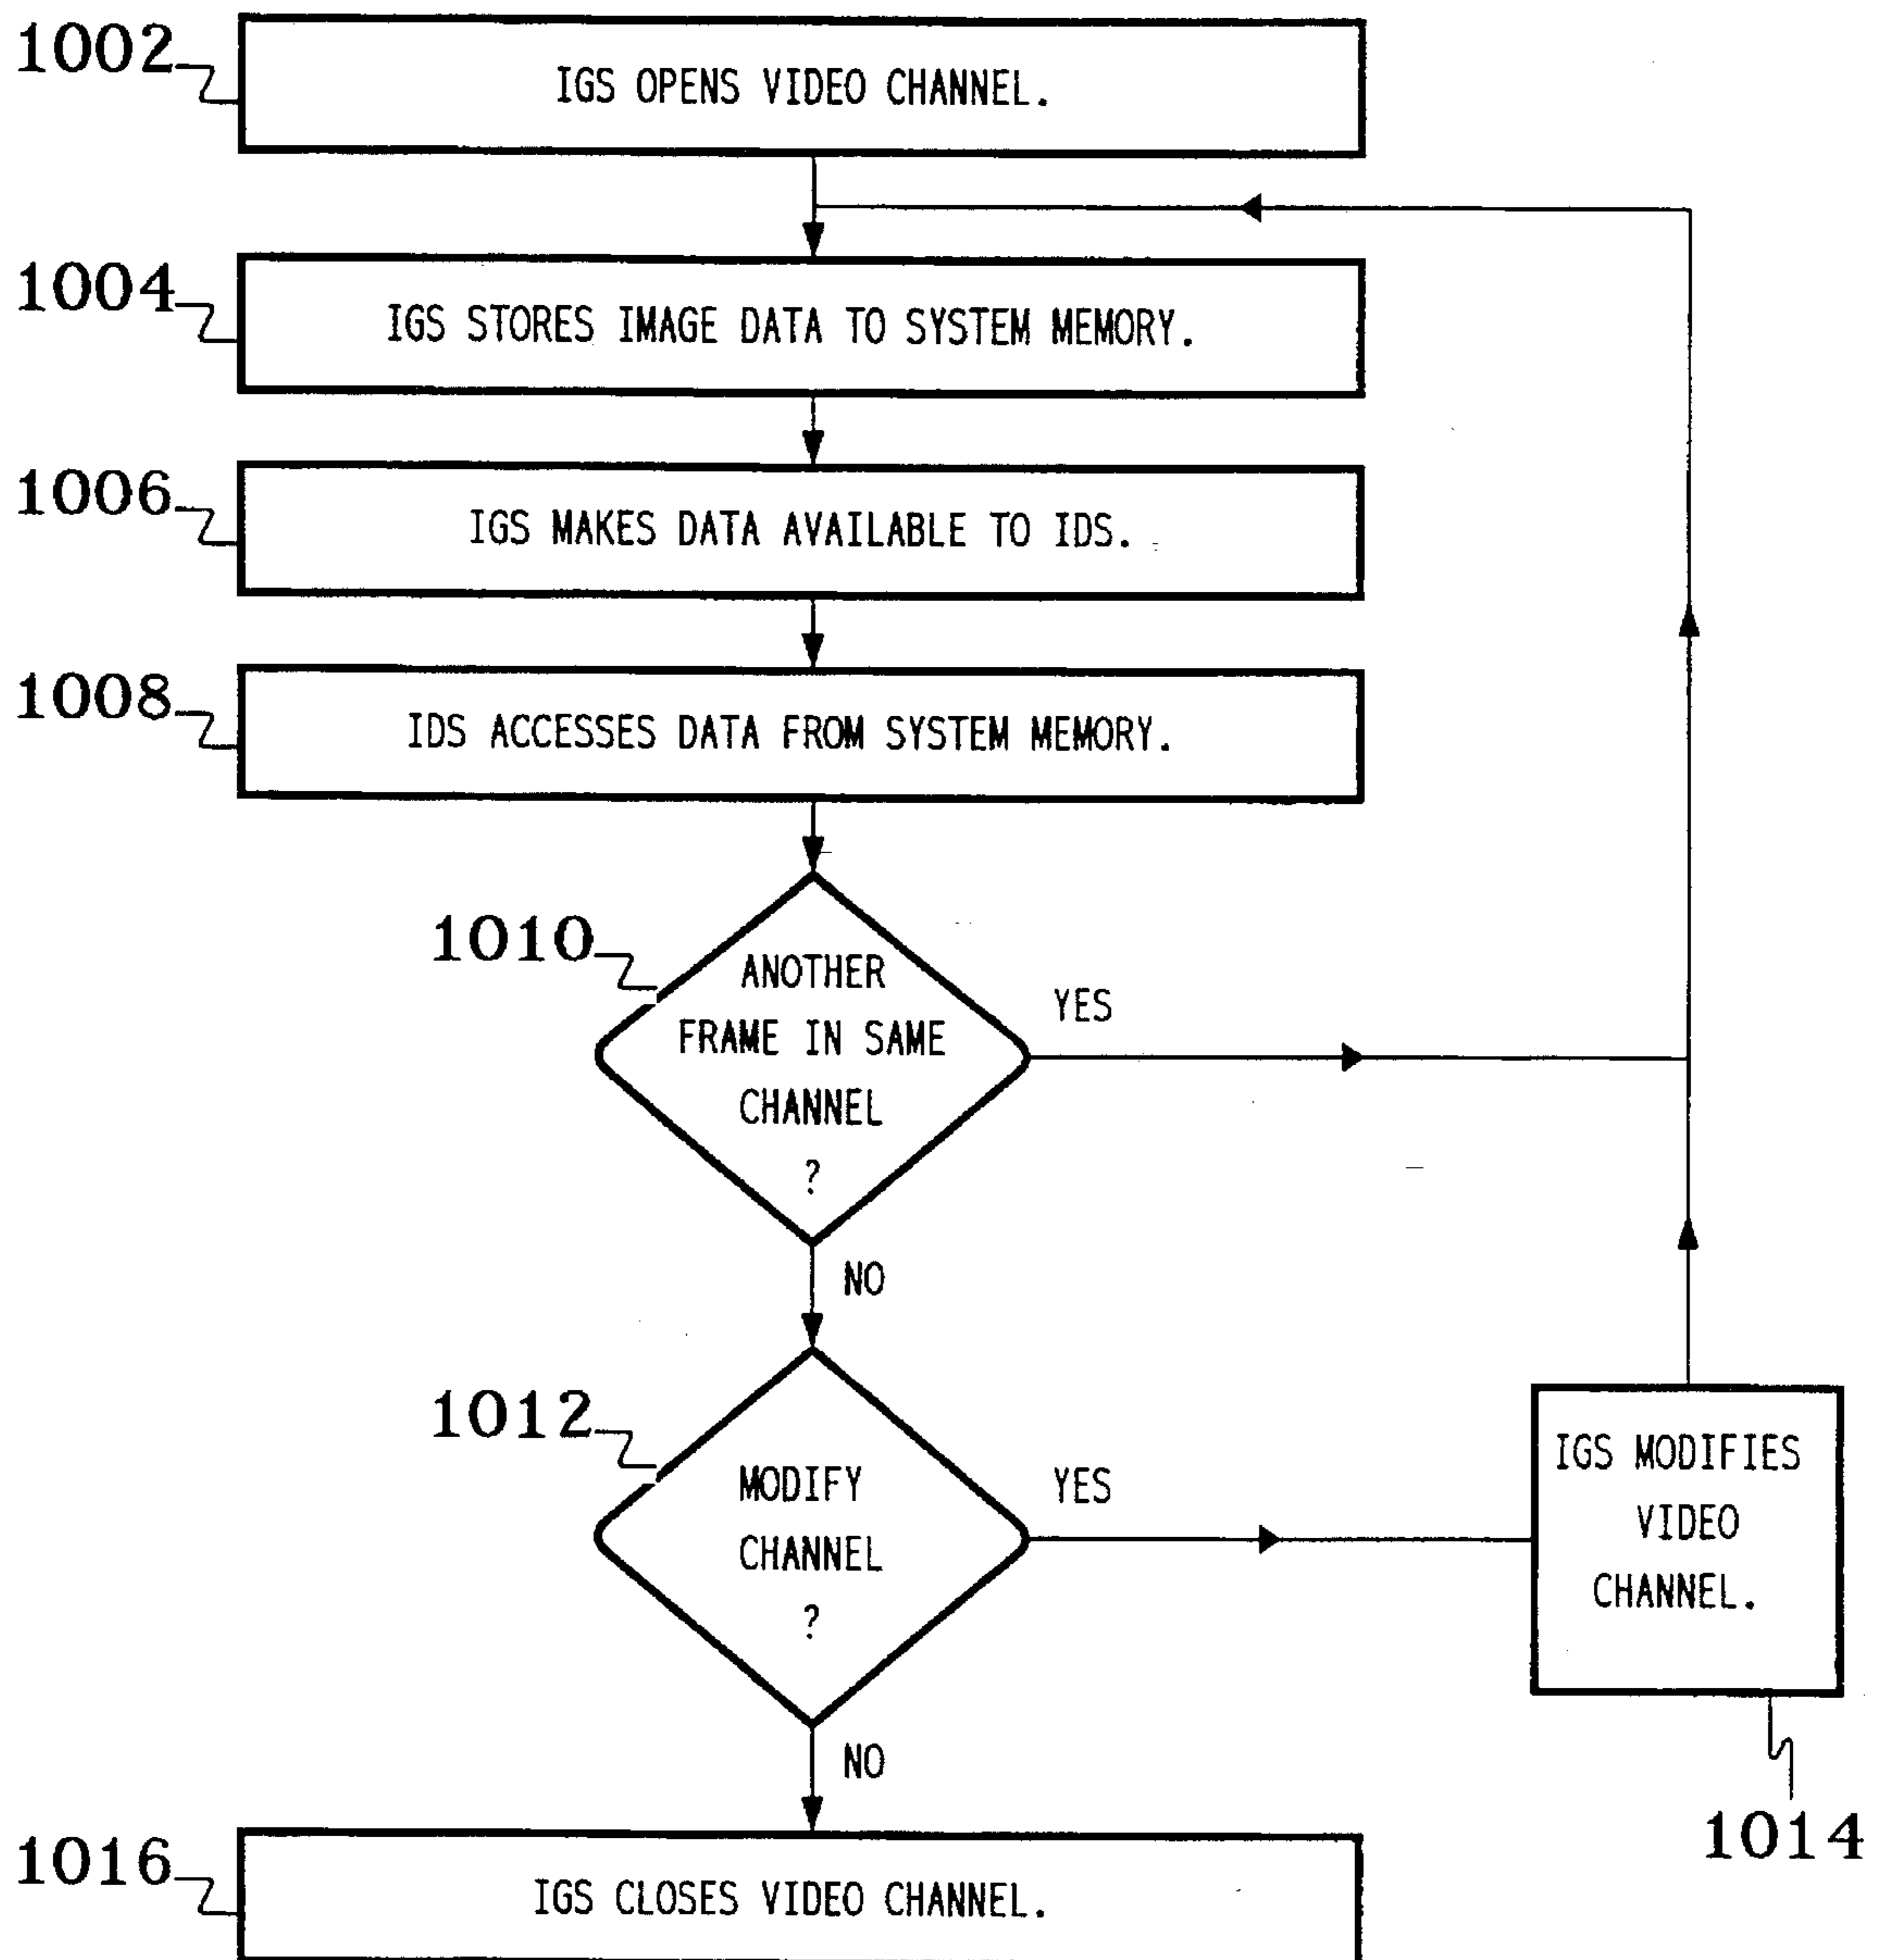 1002
IGS OPENS VIDEO CHANNEL.
1004
IGS STORES IMAGE DATA TO SYSTEM MEMORY.
1006
IGS MAKES DATA AVAILABLE TO IDS.
1008
IDS ACCESSES DATA FROM SYSTEM MEMORY.
1010
ANOTHER
FRAME IN SAME
CHANNEL
?
YES
NO
1012
MODIFY
CHANNEL
?
YES
IGS MODIFIES
VIDEO
CHANNEL.
1014
NO
1016
IGS CLOSES VIDEO CHANNEL.